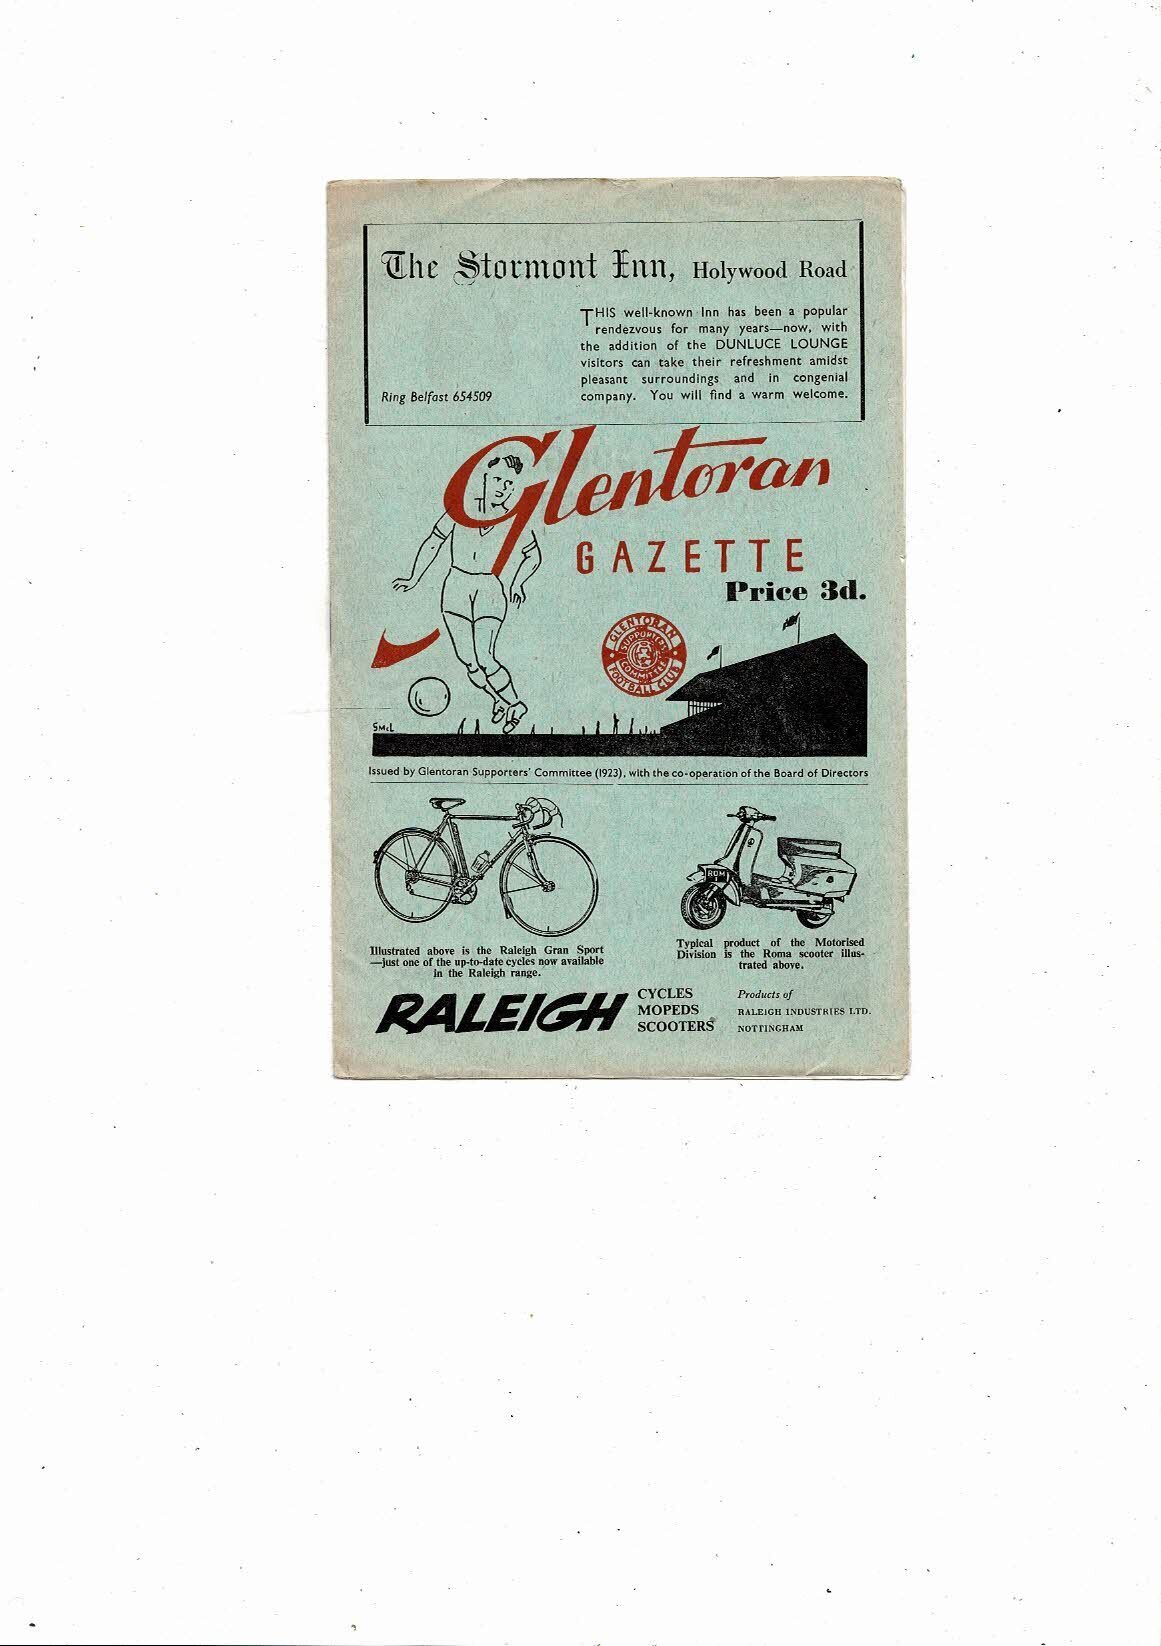 The Stormont Inn, Holywood Road
THIS well-known Inn has been a popular
rendezvous for many years—now, with
the addition of the DUNLUCE LOUNGE
visitors can take their refreshment amidst
pleasant surroundings and in congenial
company. You will find a warm welcome.
Ring Belfast 654509
Glentoran
GAZETTE
Price 3d.
GLENTORAN
SUPPORTERS
COMMITTEE
FOOTBALL CLUB
SMcL
Issued by Glentoran Supporters' Committee (1923), with the co-operation of the Board of Directors
ROM
1
Illustrated above is the Raleigh Gran Sport
—just one of the up-to-date cycles now available
in the Raleigh range.
Typical product of the Motorised
Division is the Roma scooter illus-
trated above.
RALEIGH
CYCLES
MOPEDS
SCOOTERS
Products of
RALEIGH INDUSTRIES LTD.
NOTTINGHAM